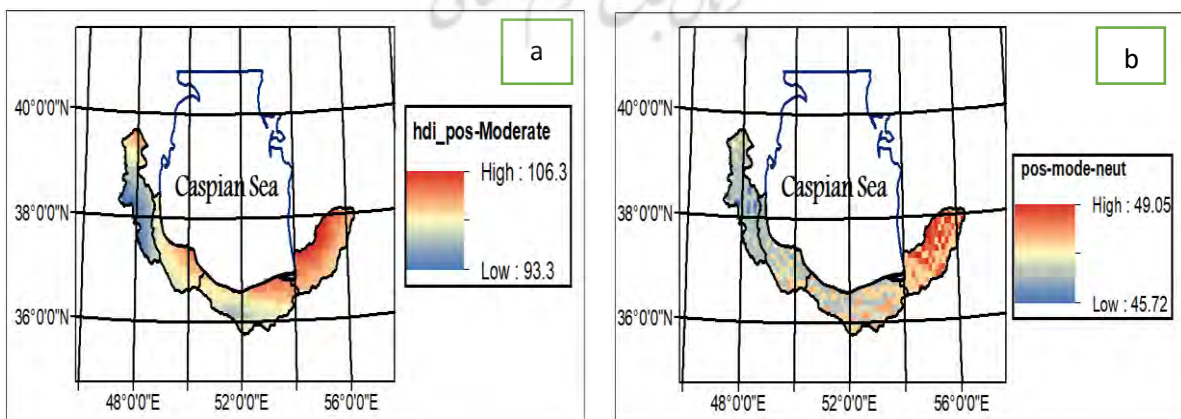 a
40°0'0"N
38°0'0"N
36°0'0"N
48°0'0"E
52°0'0"E
56°0'0"E
Caspian Sea
hdi_pos-Moderate
High : 106.3
Low : 93.3
b
40°0'0"N
38°0'0"N
36°0'0"N
48°0'0"E
52°0'0"E
56°0'0"E
Caspian Sea
pos-mode-neut
High : 49.05
Low : 45.72